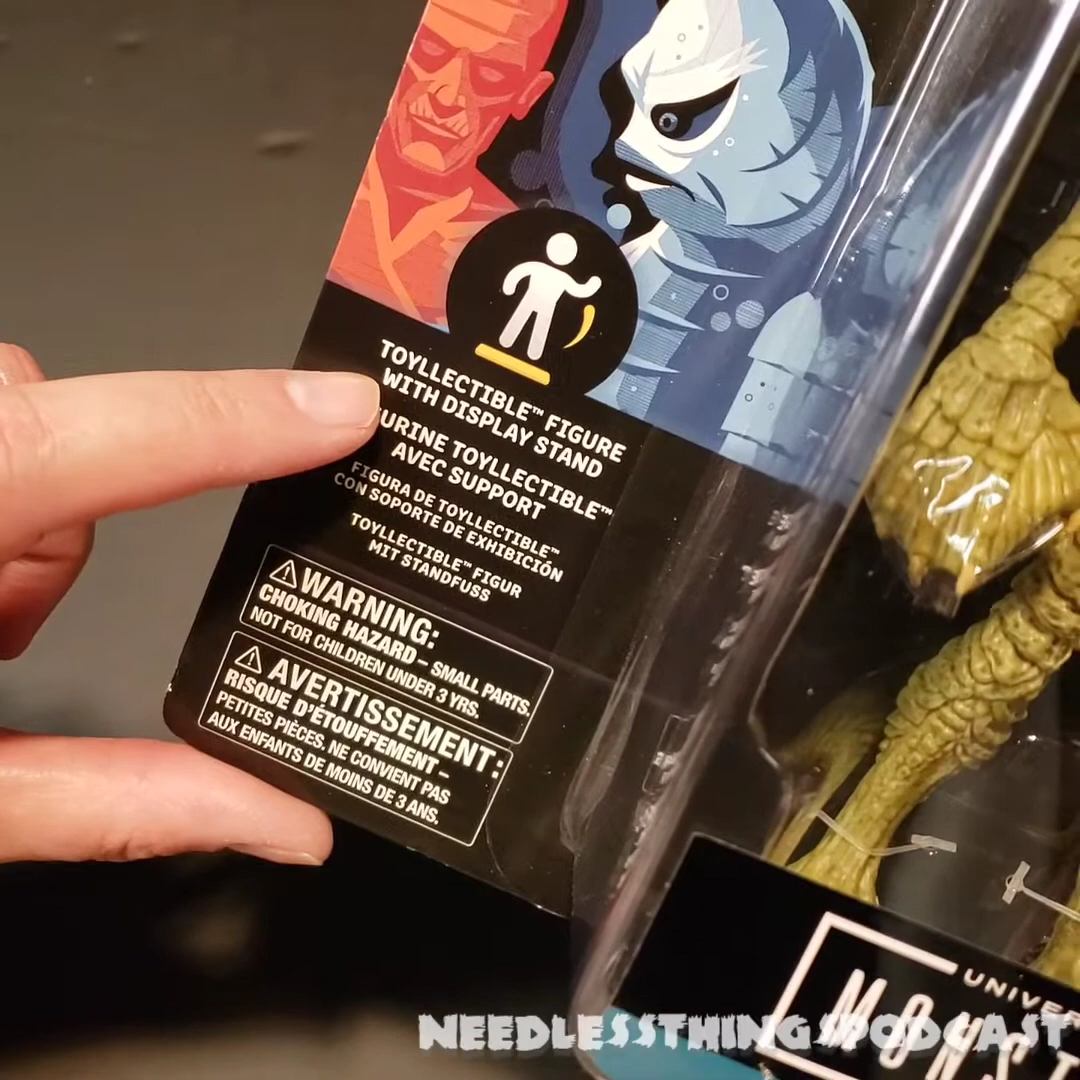 TOYLLECTIBLE™ FIGURE
WITH DISPLAY STAND
TOYLLECTIBLE™
AVEC SUPPORT
FIGURA DE TOYLLECTIBLE™
CON SOPORTE DE EXHIBICIÓN
TOYLLECTIBLE™ FIGUR
MIT STANDFUSS
⚠WARNING:
CHOKING HAZARD – SMALL PARTS.
NOT FOR CHILDREN UNDER 3 YRS.
⚠ AVERTISSEMENT:
RISQUE D'ÉTOUFFEMENT –
PETITES PIÈCES. NE CONVIENT PAS
AUX ENFANTS DE MOINS DE 3 ANS.
NEEDLESSTHINGSPODCAST